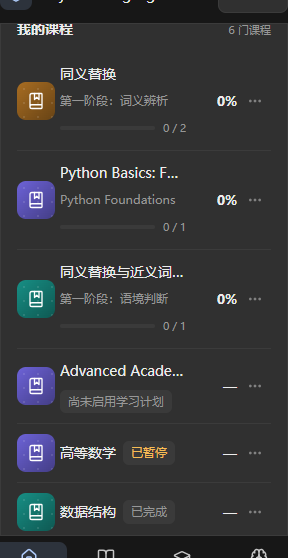 我的课程 6 门课程
同义替换
第一阶段：词义辨析 0% ···
0 / 2
Python Basics: F...
Python Foundations 0% ···
0 / 1
同义替换与近义词...
第一阶段：语境判断 0% ···
0 / 1
Advanced Acade...
尚未启用学习计划 — ···
高等数学 已暂停 — ···
数据结构 已完成 — ···